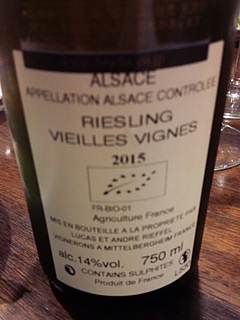 ALSACE
APPELLATION ALSACE CONTROLÉE
RIESLING
VIEILLES VIGNES
2015
FR-BIO-01
Agriculture France
MIS EN BOUTEILLE A LA PROPRIETE PAR
LUCAS ET ANDRE RIEFFEL
VIGNERONS A MITTELBERGHEIM FRANCE
alc.14%vol. 750 ml
CONTAINS SULPHITES
Produit de France